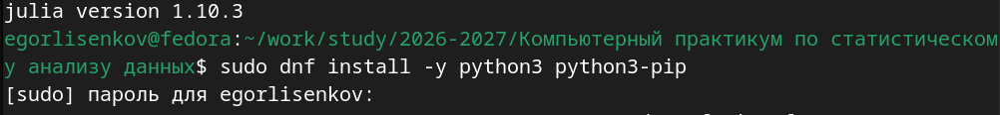 julia version 1.10.3
egorlisenkov@fedora:~/work/study/2026-2027/Компьютерный практикум по статистическом
у анализу данных$ sudo dnf install -y python3 python3-pip
[sudo] пароль для egorlisenkov: